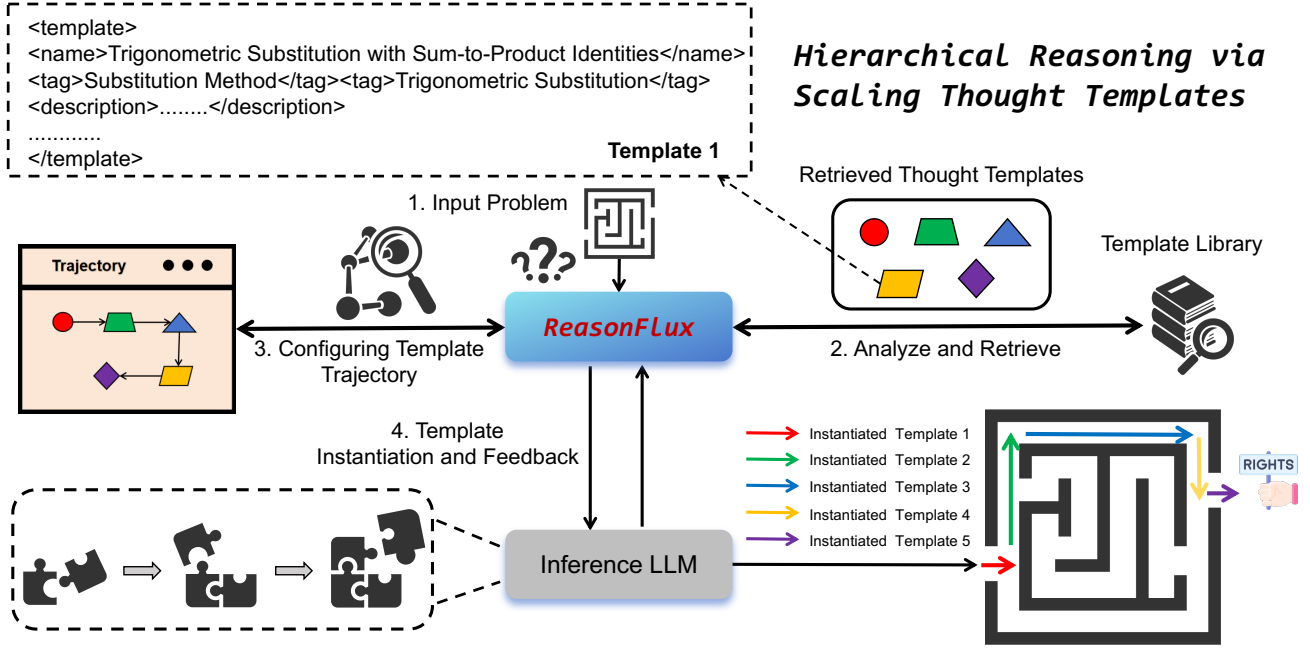 <template>
<name>Trigonometric Substitution with Sum-to-Product Identities</name>
<tag>Substitution Method</tag><tag>Trigonometric Substitution</tag>
<description>........</description>
............
</template>
Template 1
Hierarchical Reasoning via
Scaling Thought Templates
Retrieved Thought Templates
1. Input Problem
???
Template Library
Trajectory
ReasonFlux
3. Configuring Template
Trajectory
2. Analyze and Retrieve
4. Template
Instantiation and Feedback
Instantiated Template 1
Instantiated Template 2
Instantiated Template 3
Instantiated Template 4
Instantiated Template 5
RIGHTS
Inference LLM